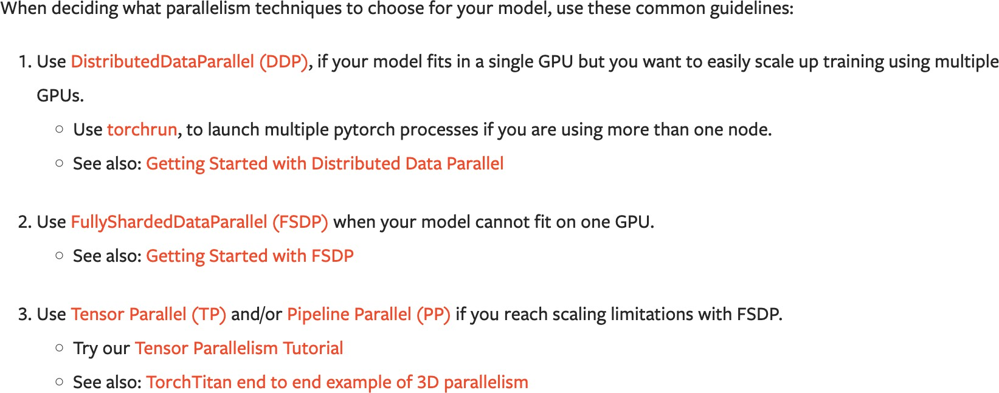 When deciding what parallelism techniques to choose for your model, use these common guidelines:
1. Use DistributedDataParallel (DDP), if your model fits in a single GPU but you want to easily scale up training using multiple
GPUs.
○ Use torchrun, to launch multiple pytorch processes if you are using more than one node.
○ See also: Getting Started with Distributed Data Parallel
2. Use FullyShardedDataParallel (FSDP) when your model cannot fit on one GPU.
○ See also: Getting Started with FSDP
3. Use Tensor Parallel (TP) and/or Pipeline Parallel (PP) if you reach scaling limitations with FSDP.
○ Try our Tensor Parallelism Tutorial
○ See also: TorchTitan end to end example of 3D parallelism